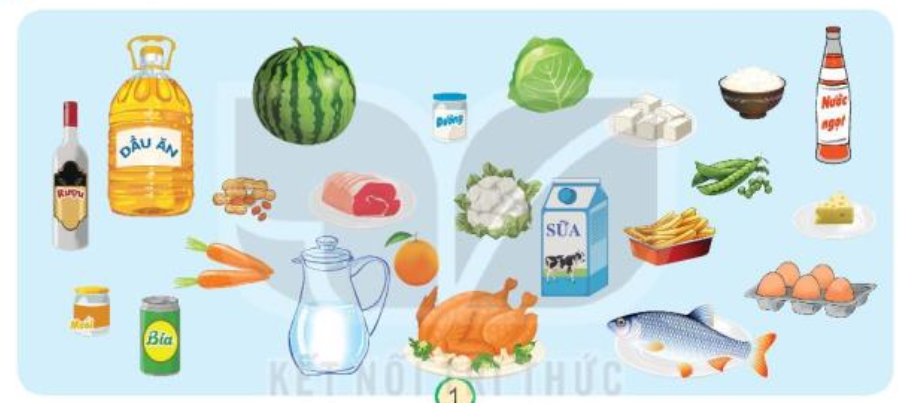 DẦU ĂN
Rượu
Đường
Nước
ngọt
SỮA
Muối
Bia
KẾT NỐI TRI THỨC
1